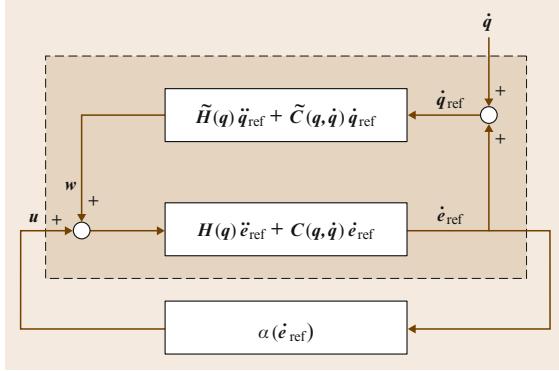 q̇
+
H̃(q) q̈ref + C̃(q, q̇) q̇ref
q̇ref
+
w
+
u
+
H(q) ëref + C(q, q̇) ėref
ėref
α(ėref)